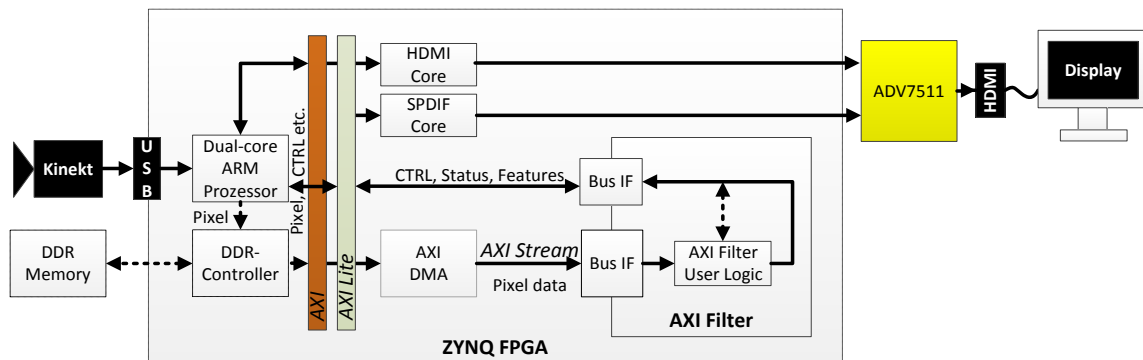 HDMI
Core
SPDIF
Core
ADV7511
HDMI
Display
Kinekt
USB
Dual-core
ARM
Prozessor
Pixel, CTRL etc.
CTRL, Status, Features
Bus IF
Pixel
DDR
Memory
DDR-
Controller
AXI
AXI Lite
AXI
DMA
AXI Stream
Pixel data
Bus IF
AXI Filter
User Logic
AXI Filter
ZYNQ FPGA